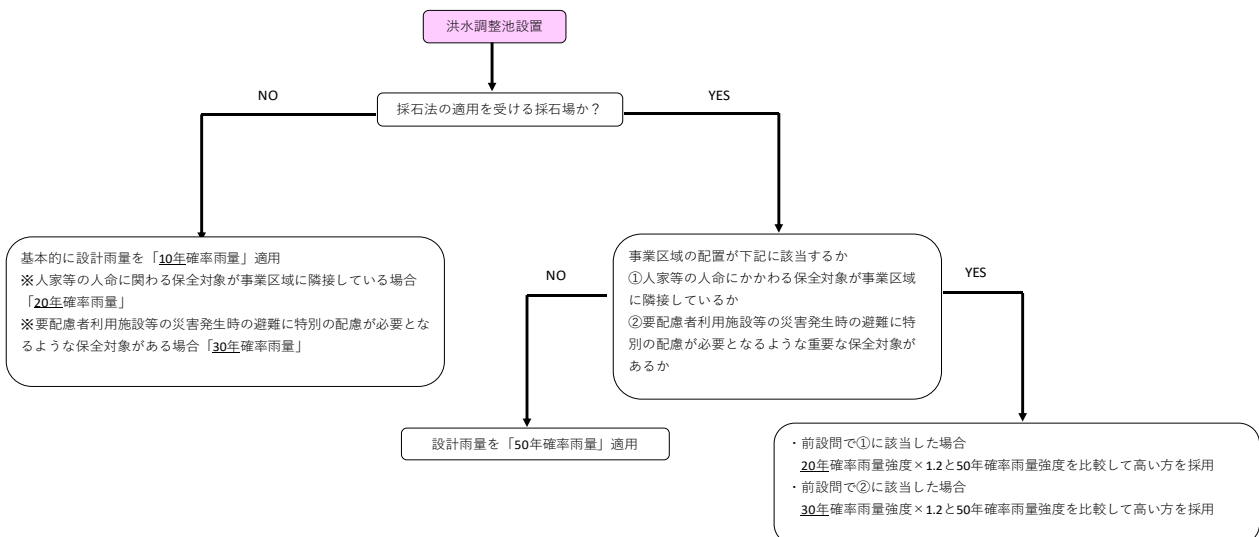 洪水調整池設置
採石法の適用を受ける採石場か？
NO
YES
基本的に設計雨量を「10年確率雨量」適用
※人家等の人命に関わる保全対象が事業区域に隣接している場合
「20年確率雨量」
※要配慮者利用施設等の災害発生時の避難に特別の配慮が必要とな
るような保全対象がある場合「30年確率雨量」
事業区域の配置が下記に該当するか
①人家等の人命にかかわる保全対象が事業区域
に隣接しているか
②要配慮者利用施設等の災害発生時の避難に特
別の配慮が必要となるような重要な保全対象が
あるか
NO
YES
設計雨量を「50年確率雨量」適用
・前設問で①に該当した場合
20年確率雨量強度×1.2と50年確率雨量強度を比較して高い方を採用
・前設問で②に該当した場合
30年確率雨量強度×1.2と50年確率雨量強度を比較して高い方を採用